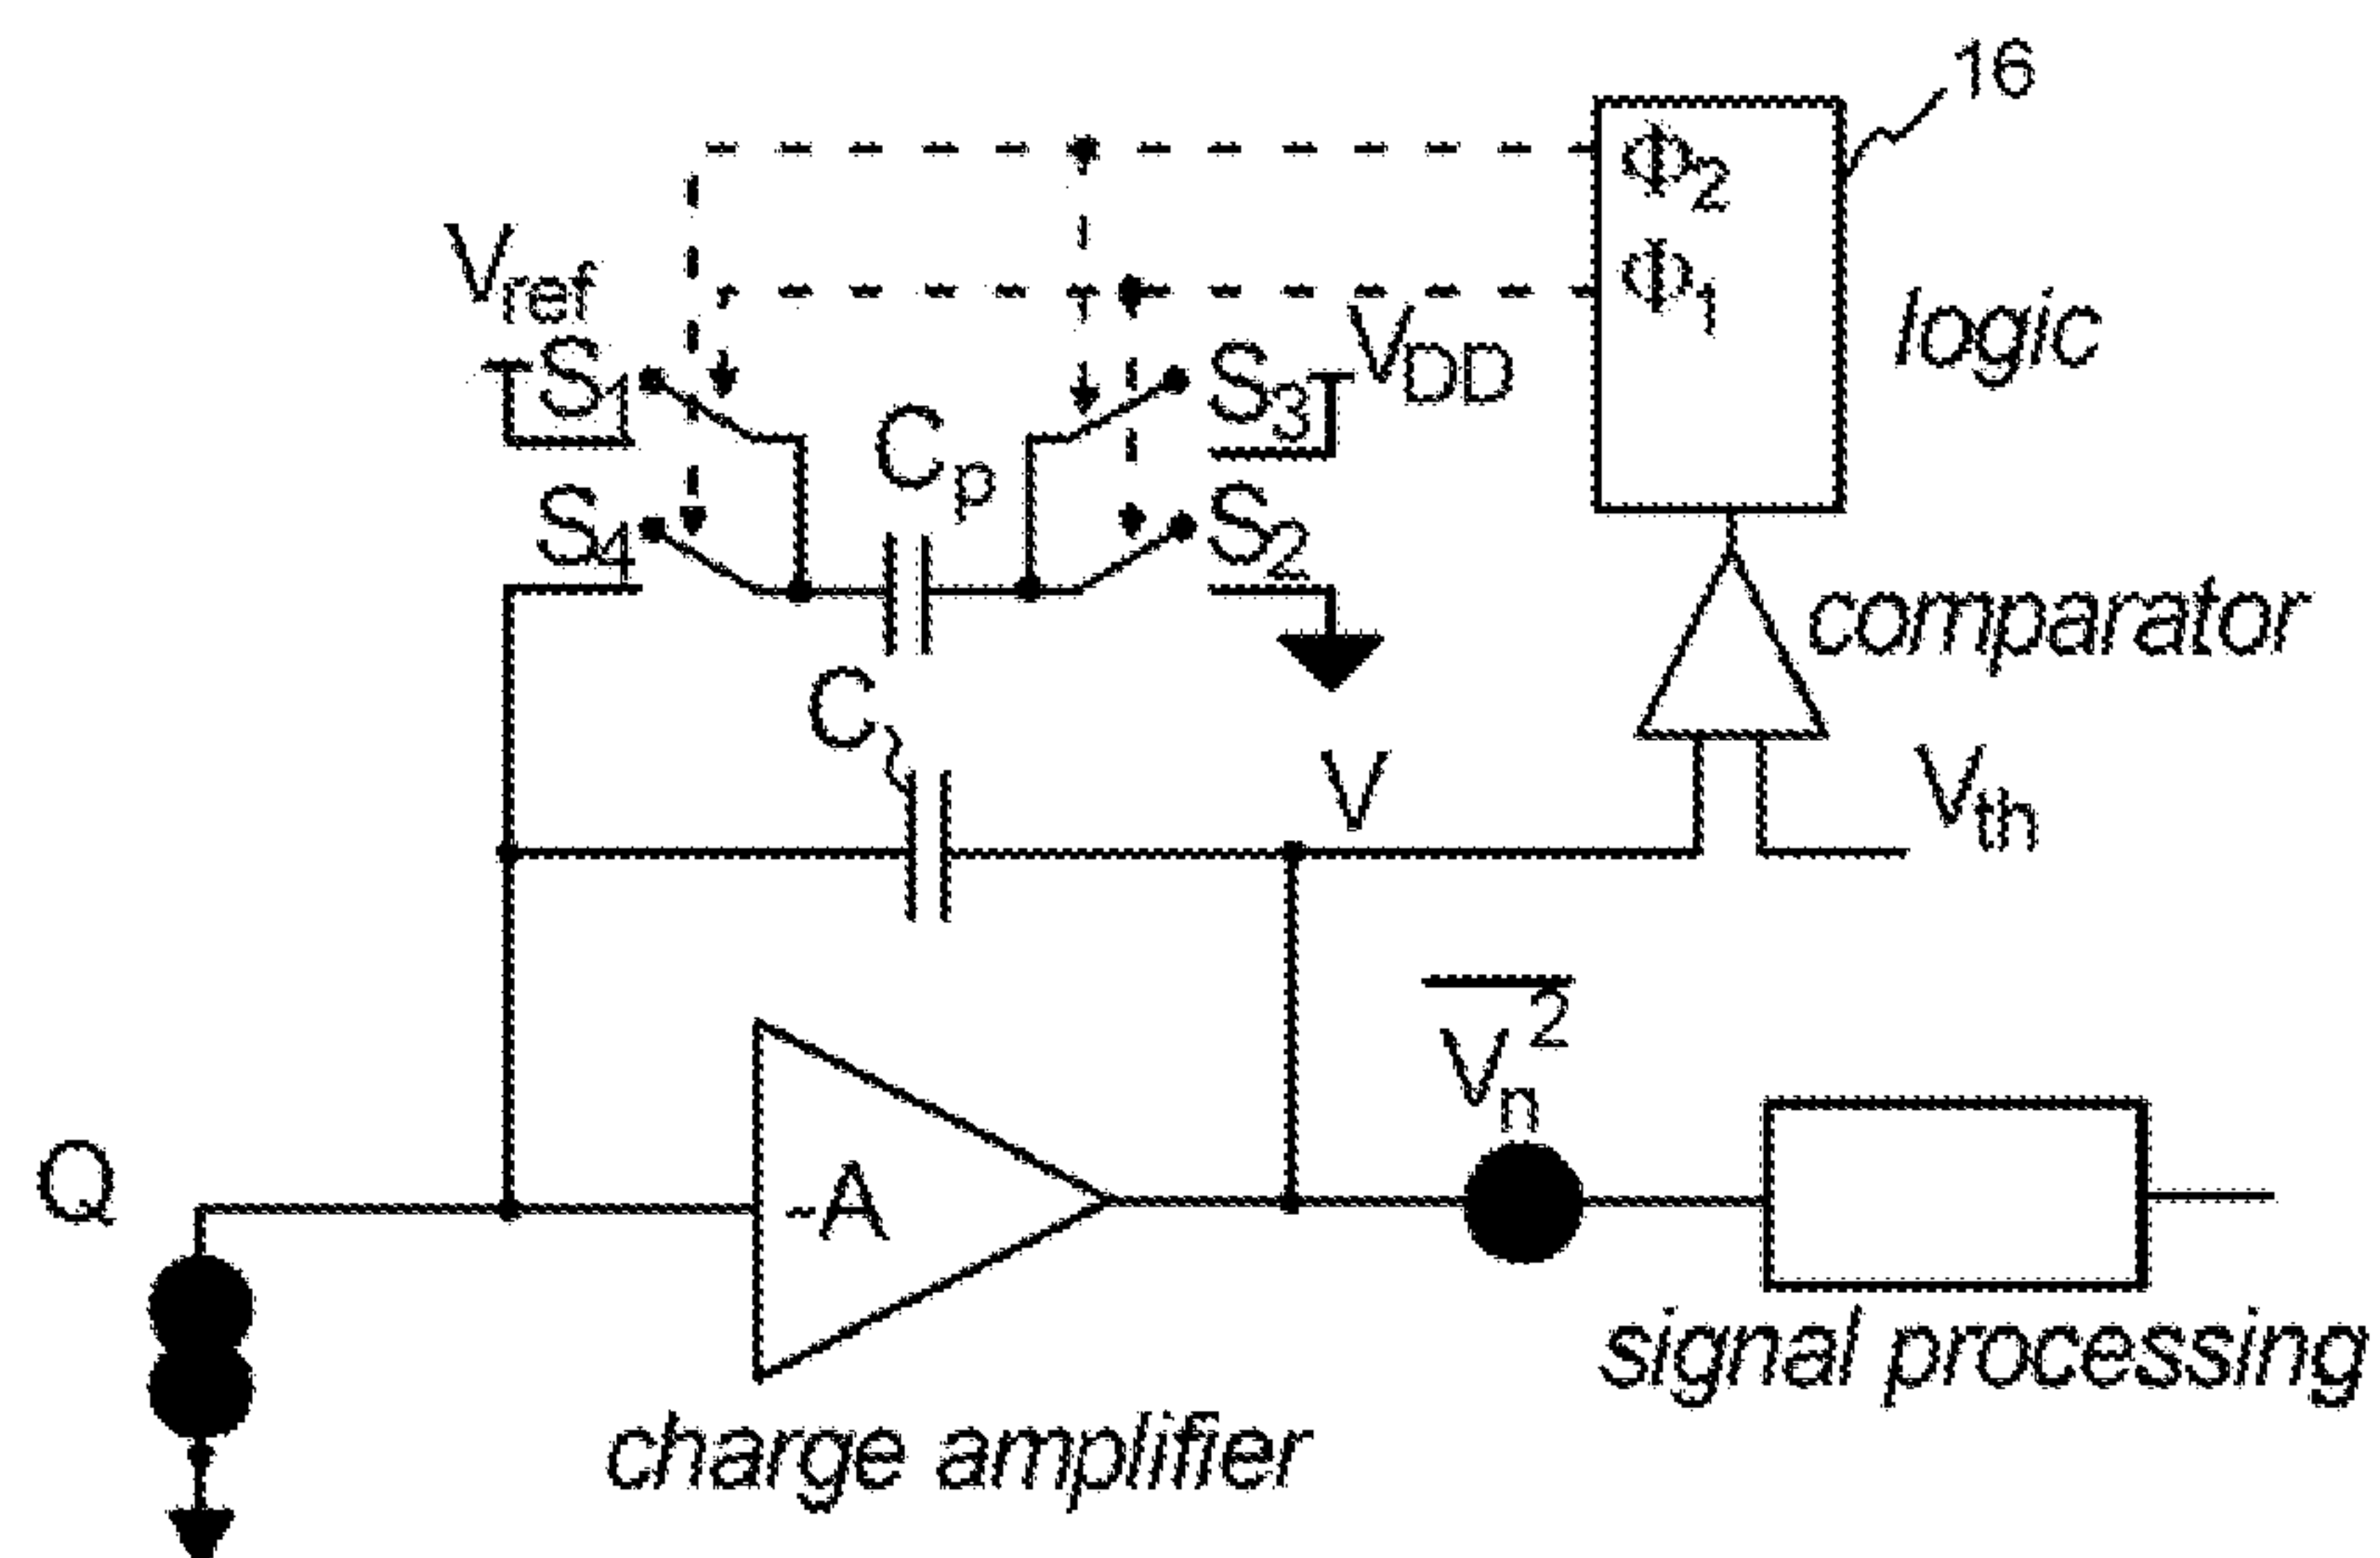 16
Φ2
Vref
Φ1
logic
S1
S3
VDD
Cp
S4
S2
comparator
C
V
Vth
Vn2
Q
-A
signal processing
charge amplifier